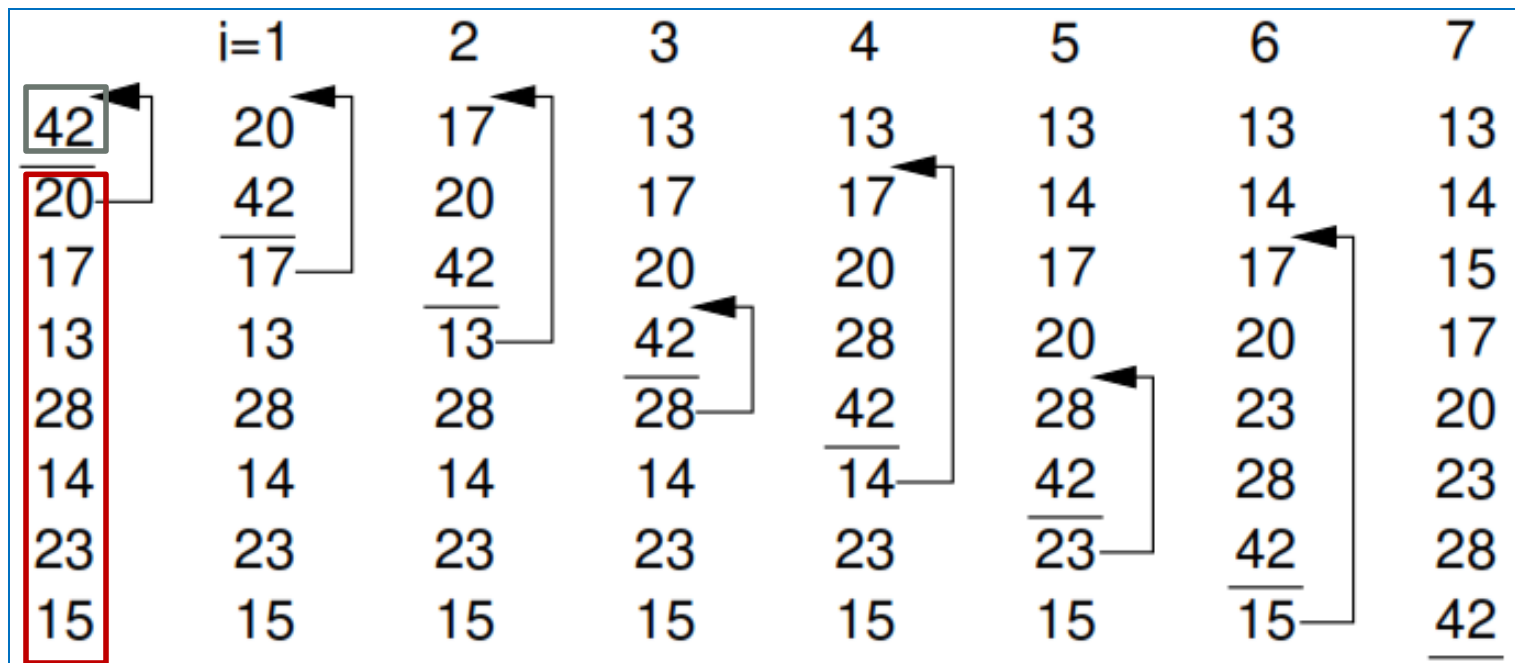 i=1 2 3 4 5 6 7
42 20 17 13 13 13 13 13
20 42 20 17 17 14 14 14
17 17 42 20 20 17 17 15
13 13 13 42 28 20 20 17
28 28 28 28 42 28 23 20
14 14 14 14 14 42 28 23
23 23 23 23 23 23 42 28
15 15 15 15 15 15 15 42